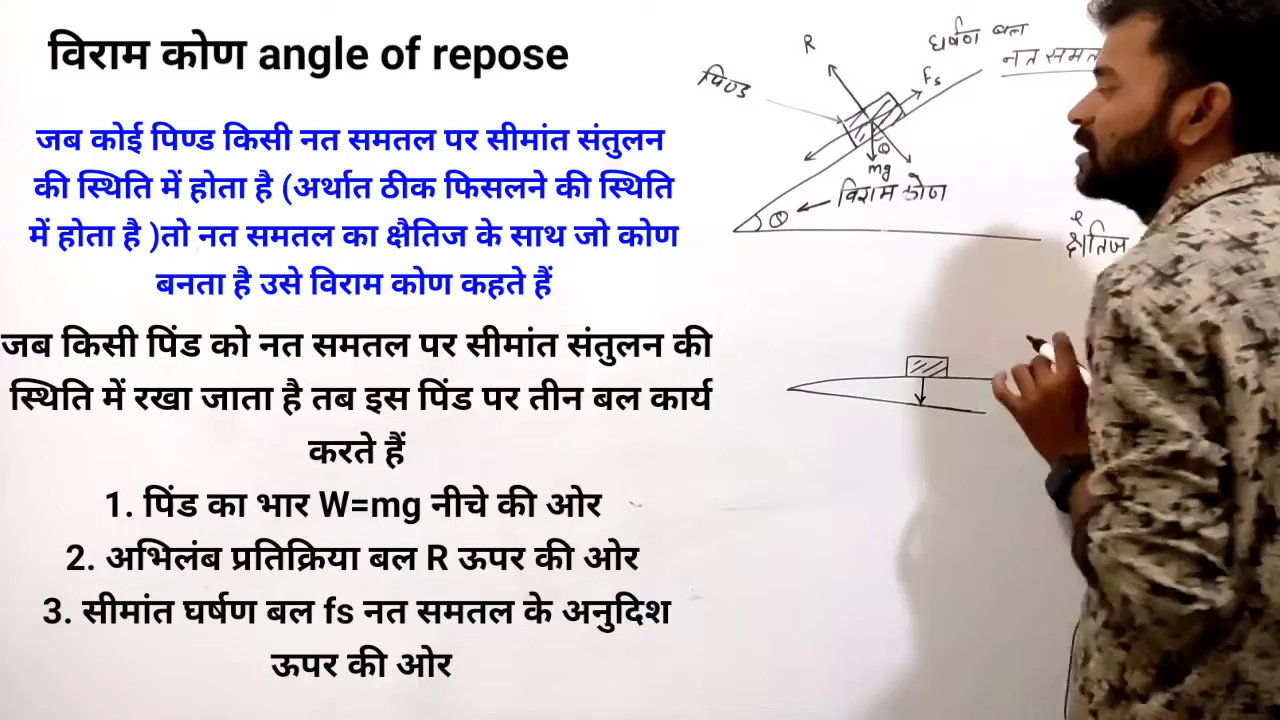 विराम कोण angle of repose
जब कोई पिण्ड किसी नत समतल पर सीमांत संतुलन
की स्थिति में होता है (अर्थात ठीक फिसलने की स्थिति
में होता है )तो नत समतल का क्षैतिज के साथ जो कोण
बनता है उसे विराम कोण कहते हैं
जब किसी पिंड को नत समतल पर सीमांत संतुलन की
स्थिति में रखा जाता है तब इस पिंड पर तीन बल कार्य
करते हैं
1. पिंड का भार W=mg नीचे की ओर
2. अभिलंब प्रतिक्रिया बल R ऊपर की ओर
3. सीमांत घर्षण बल fs नत समतल के अनुदिश
ऊपर की ओर
घर्षण बल
R
नत समत
पिण्ड
Fs
θ
mg
विराम कोण
θ
क्षैतिज